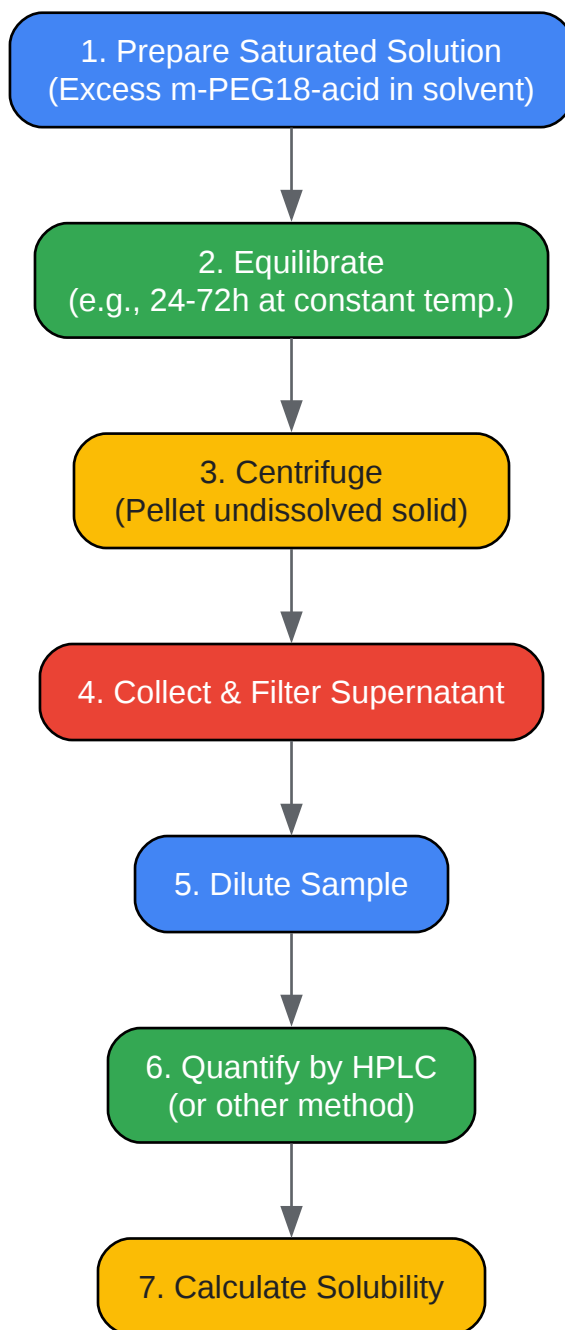 1. Prepare Saturated Solution
(Excess m-PEG18-acid in solvent)
2. Equilibrate
(e.g., 24-72h at constant temp.)
3. Centrifuge
(Pellet undissolved solid)
4. Collect & Filter Supernatant
5. Dilute Sample
6. Quantify by HPLC
(or other method)
7. Calculate Solubility